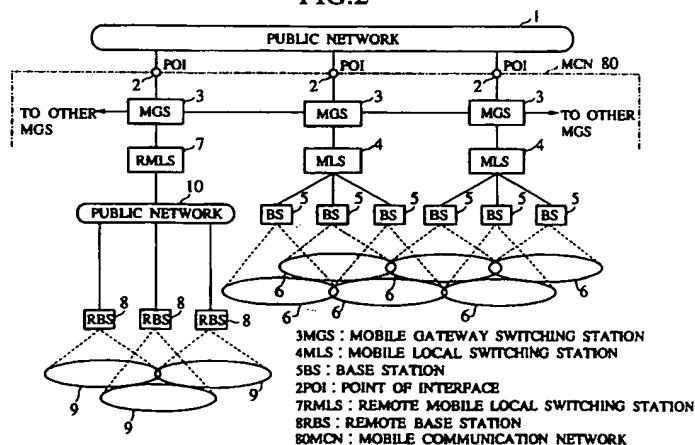 FIG.2
1
PUBLIC NETWORK
POI POI POI MCN 80
2 2 2
3 3 3
TO OTHER MGS
MGS MGS MGS
TO OTHER MGS
7 4 4
RMLS MLS MLS
10
PUBLIC NETWORK
5 5 5 5 5 5
BS BS BS BS BS BS
6 6 6 6 6 6
8 8 8
RBS RBS RBS
9 9 9
3MGS : MOBILE GATEWAY SWITCHING STATION
4MLS : MOBILE LOCAL SWITCHING STATION
5BS : BASE STATION
2POI : POINT OF INTERFACE
7RMLS : REMOTE MOBILE LOCAL SWITCHING STATION
8RBS : REMOTE BASE STATION
80MCN : MOBILE COMMUNICATION NETWORK